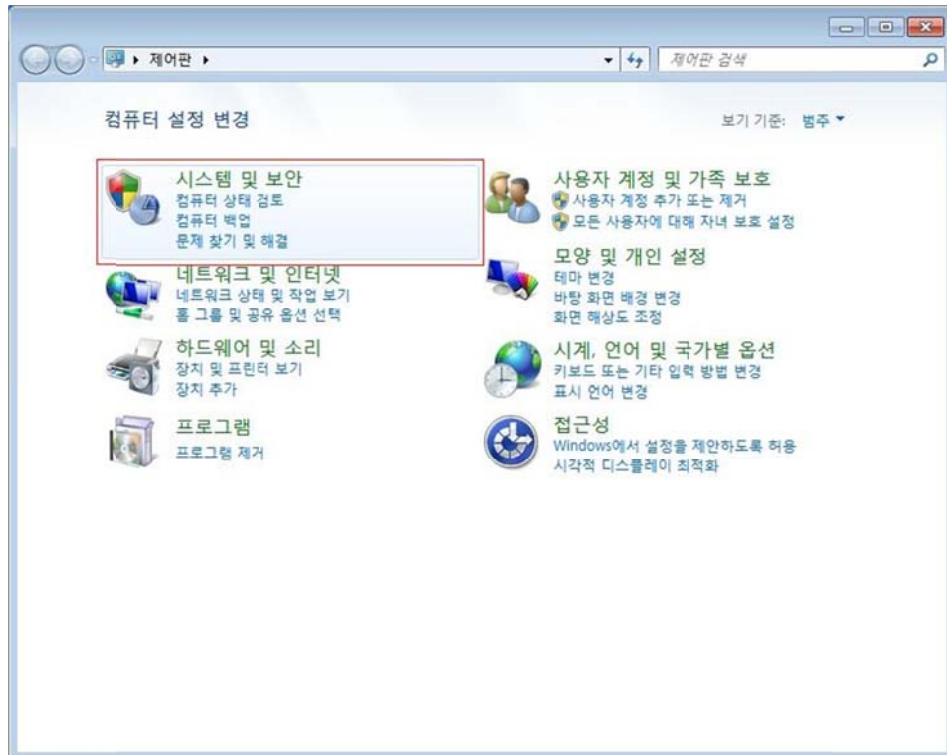 제어판
제어판 검색
컴퓨터 설정 변경
보기 기준: 범주
시스템 및 보안
컴퓨터 상태 검토
컴퓨터 백업
문제 찾기 및 해결
네트워크 및 인터넷
네트워크 상태 및 작업 보기
홈 그룹 및 공유 옵션 선택
하드웨어 및 소리
장치 및 프린터 보기
장치 추가
프로그램
프로그램 제거
사용자 계정 및 가족 보호
사용자 계정 추가 또는 제거
모든 사용자에 대해 자녀 보호 설정
모양 및 개인 설정
테마 변경
바탕 화면 배경 변경
화면 해상도 조정
시계, 언어 및 국가별 옵션
키보드 또는 기타 입력 방법 변경
표시 언어 변경
접근성
Windows에서 설정을 제안하도록 허용
시각적 디스플레이 최적화